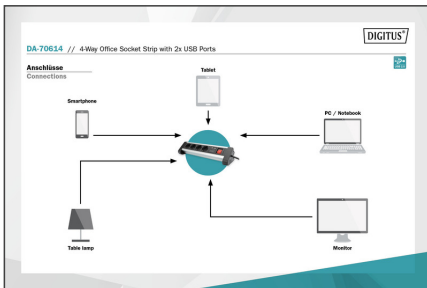 DIGITUS®
DA-70614 // 4-Way Office Socket Strip with 2x USB Ports
Anschlüsse
Connections
Tablet
Smartphone
PC / Notebook
Table lamp
Monitor